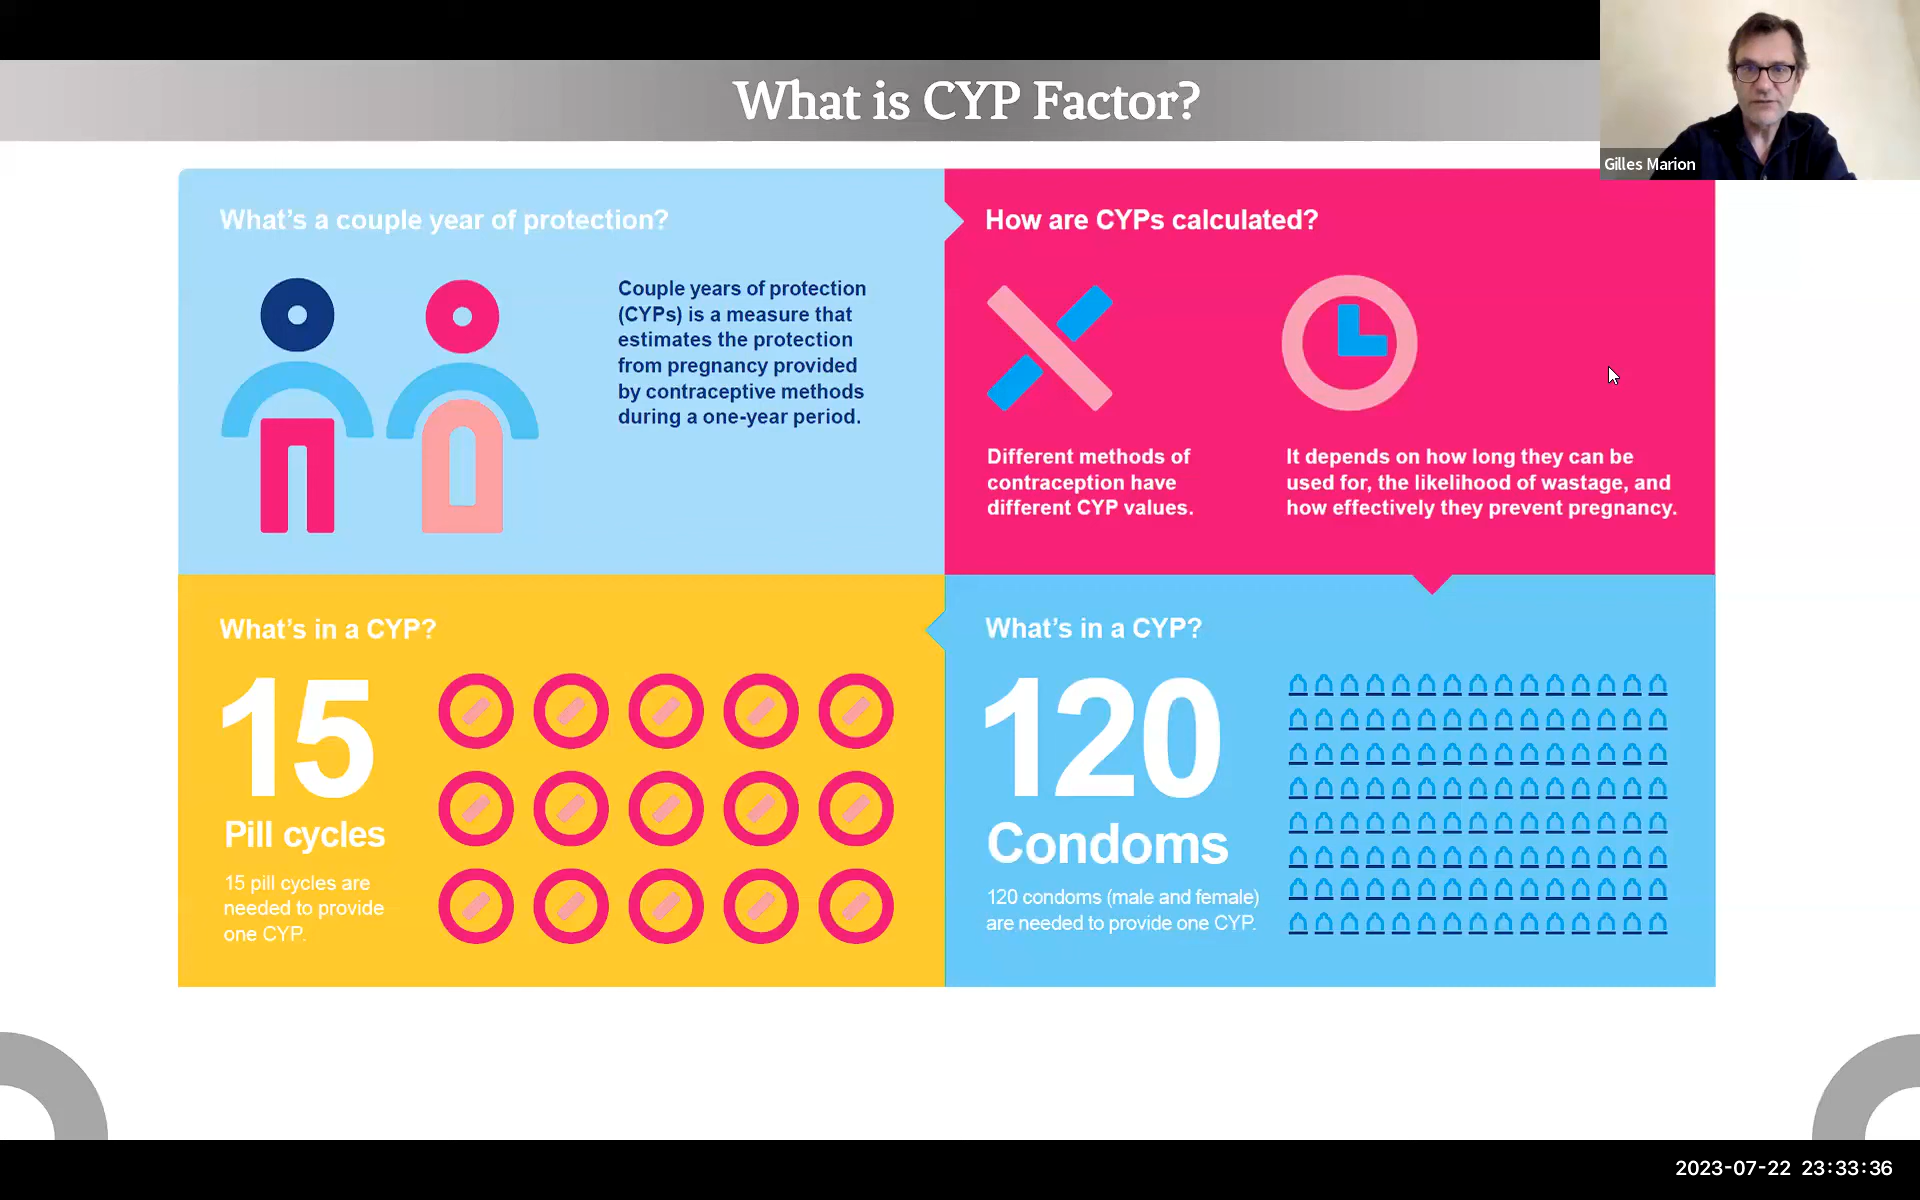 What is CYP Factor?
Gilles Marion
What's a couple year of protection?
Couple years of protection
(CYPs) is a measure that
estimates the protection
from pregnancy provided
by contraceptive methods
during a one-year period.
How are CYPs calculated?
Different methods of
contraception have
different CYP values.
It depends on how long they can be
used for, the likelihood of wastage, and
how effectively they prevent pregnancy.
What's in a CYP?
15
Pill cycles
15 pill cycles are
needed to provide
one CYP.
What's in a CYP?
120
Condoms
120 condoms (male and female)
are needed to provide one CYP.
2023-07-22 23:33:36